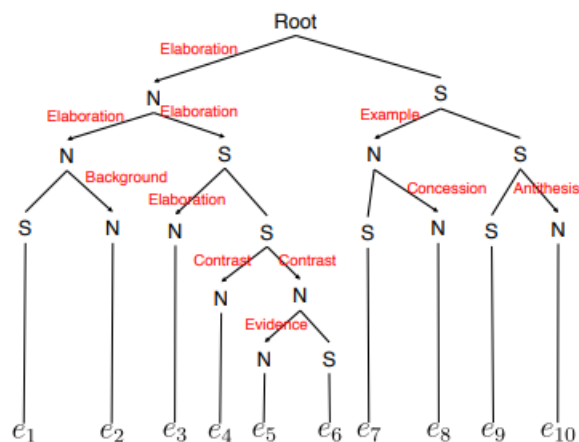 Root
Elaboration
N S
Elaboration Elaboration Example
N S N S
Background Concession Antithesis
Elaboration
S N N S S N S N
Contrast Contrast
N N
Evidence
N S
e1 e2 e3 e4 e5 e6 e7 e8 e9 e10